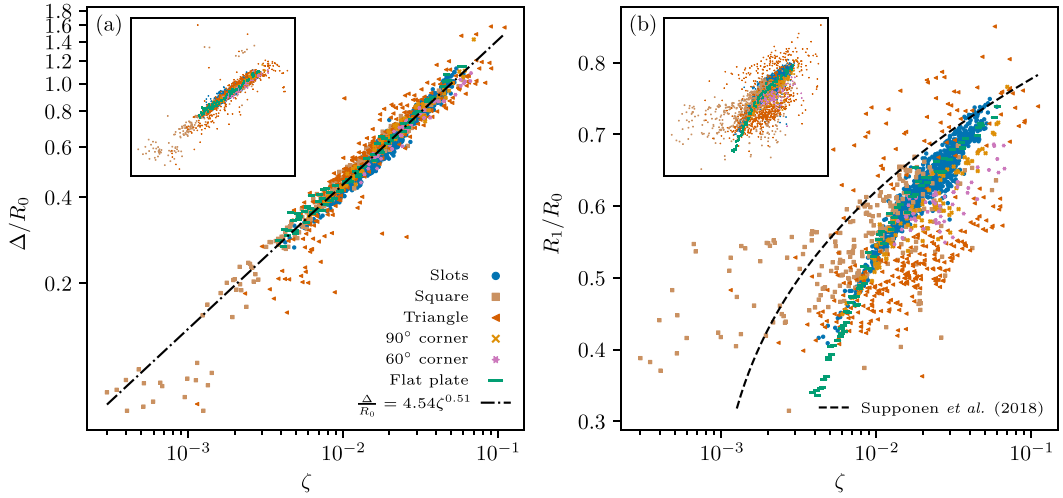 (a)
1.8
1.6
1.4
1.2
1.0
0.8
0.6
0.4
0.2
Δ/R₀
Slots
Square
Triangle
90° corner
60° corner
Flat plate
Δ/R₀ = 4.54ζ^0.51
10⁻³ 10⁻² 10⁻¹
ζ
(b)
0.8
0.7
0.6
0.5
0.4
0.3
R₁/R₀
Supponen et al. (2018)
10⁻³ 10⁻² 10⁻¹
ζ